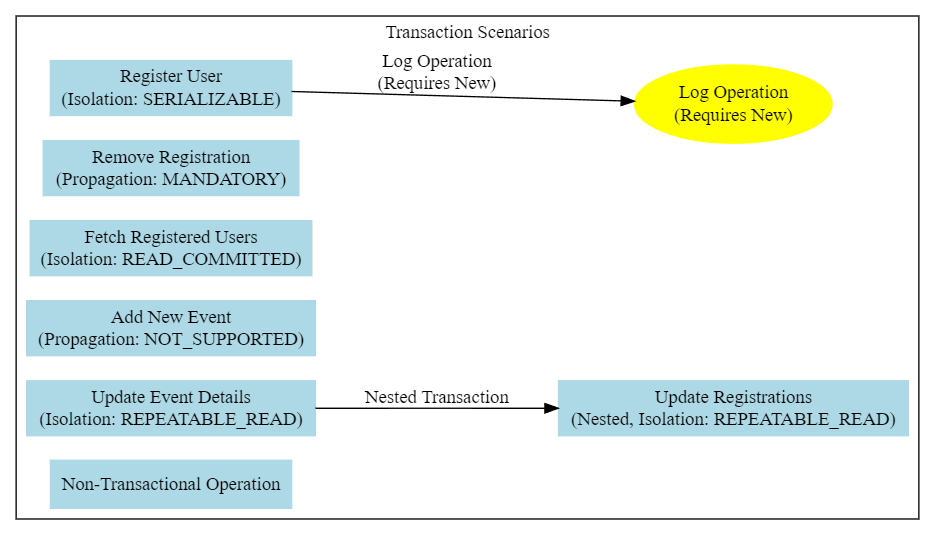 Transaction Scenarios
Register User
(Isolation: SERIALIZABLE)
Log Operation
(Requires New)
Log Operation
(Requires New)
Remove Registration
(Propagation: MANDATORY)
Fetch Registered Users
(Isolation: READ_COMMITTED)
Add New Event
(Propagation: NOT_SUPPORTED)
Update Event Details
(Isolation: REPEATABLE_READ)
Nested Transaction
Update Registrations
(Nested, Isolation: REPEATABLE_READ)
Non-Transactional Operation